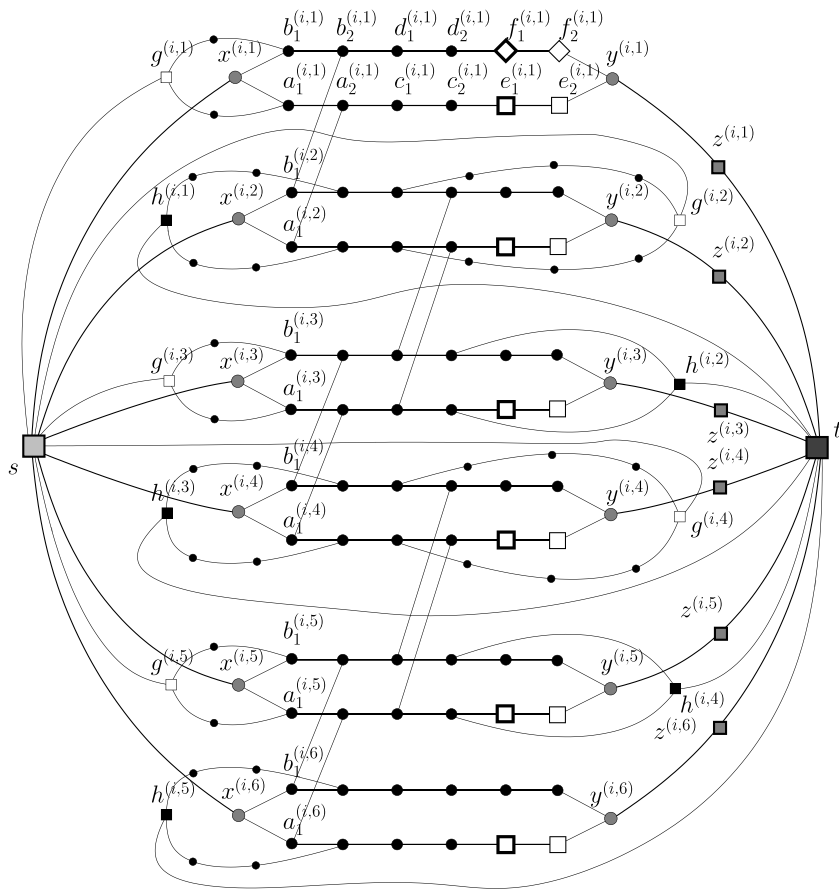 b_1^{(i,1)} b_2^{(i,1)} d_1^{(i,1)} d_2^{(i,1)} f_1^{(i,1)} f_2^{(i,1)}
g^{(i,1)} x^{(i,1)} y^{(i,1)}
a_1^{(i,1)} a_2^{(i,1)} c_1^{(i,1)} c_2^{(i,1)} e_1^{(i,1)} e_2^{(i,1)}
z^{(i,1)}
b_1^{(i,2)}
h^{(i,1)} x^{(i,2)} y^{(i,2)} g^{(i,2)}
a_1^{(i,2)}
z^{(i,2)}
b_1^{(i,3)}
g^{(i,3)} x^{(i,3)} y^{(i,3)} h^{(i,2)}
a_1^{(i,3)}
z^{(i,3)}
s t
b_1^{(i,4)} z^{(i,4)}
h^{(i,3)} x^{(i,4)} y^{(i,4)}
a_1^{(i,4)} g^{(i,4)}
z^{(i,5)}
b_1^{(i,5)}
g^{(i,5)} x^{(i,5)} y^{(i,5)}
a_1^{(i,5)} h^{(i,4)}
z^{(i,6)}
b_1^{(i,6)}
h^{(i,5)} x^{(i,6)} y^{(i,6)}
a_1^{(i,6)}